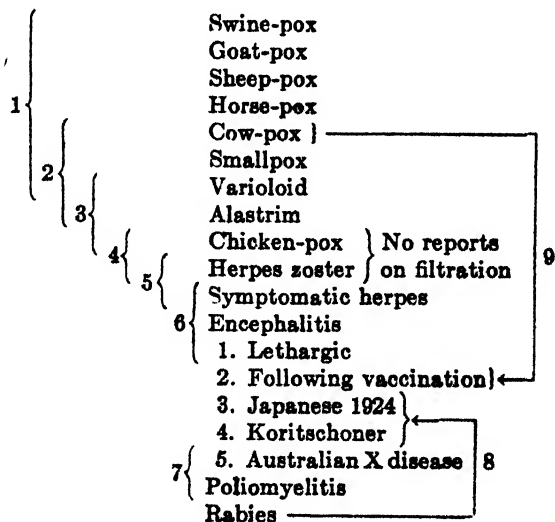 Swine-pox
Goat-pox
Sheep-pox
1 Horse-pox
Cow-pox
2 Smallpox
Varioloid
3 Alastrim
4 Chicken-pox No reports 9
5 Herpes zoster on filtration
Symptomatic herpes
6 Encephalitis
1. Lethargic
2. Following vaccination
3. Japanese 1924
4. Koritschoner
7 5. Australian X disease 8
Poliomyelitis
Rabies